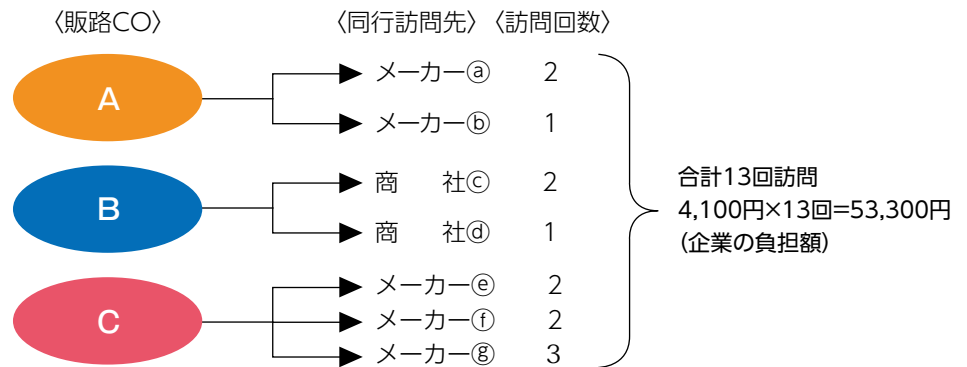 〈販路CO〉 〈同行訪問先〉 〈訪問回数〉
A
メーカーⓐ 2
メーカーⓑ 1
B
商 社ⓒ 2
商 社ⓓ 1
C
メーカーⓔ 2
メーカーⓕ 2
メーカーⓖ 3
合計13回訪問
4,100円×13回=53,300円
(企業の負担額)